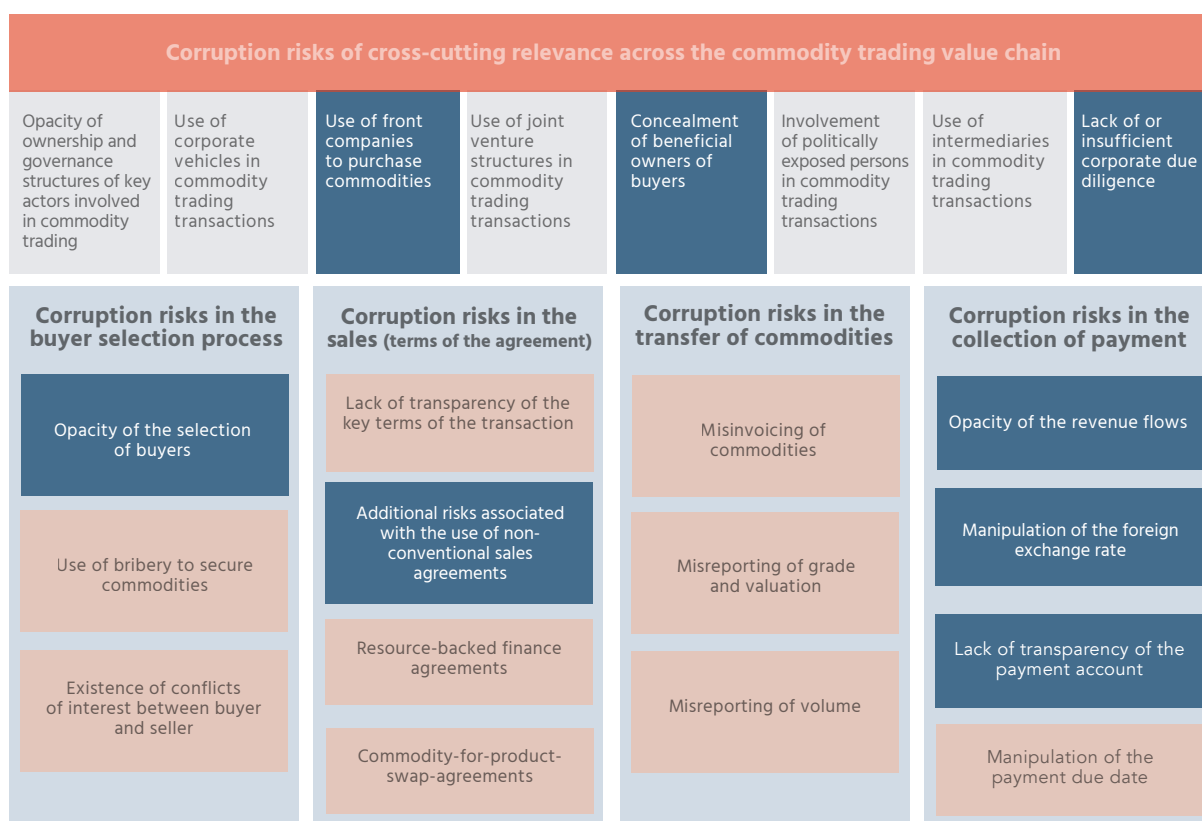 Corruption risks of cross-cutting relevance across the commodity trading value chain
Opacity of
ownership and
governance
structures of key
actors involved
in commodity
trading
Use of
corporate
vehicles in
commodity
trading
transactions
Use of front
companies
to purchase
commodities
Use of joint
venture
structures in
commodity
trading
transactions
Concealment
of beneficial
owners of
buyers
Involvement
of politically
exposed persons
in commodity
trading
transactions
Use of
intermediaries
in commodity
trading
transactions
Lack of or
insufficient
corporate due
diligence
Corruption risks in the
buyer selection process
Opacity of the selection
of buyers
Use of bribery to secure
commodities
Existence of conflicts
of interest between buyer
and seller
Corruption risks in the
sales (terms of the agreement)
Lack of transparency of the
key terms of the transaction
Additional risks associated
with the use of non-
conventional sales
agreements
Resource-backed finance
agreements
Commodity-for-product-
swap-agreements
Corruption risks in the
transfer of commodities
Misinvoicing of
commodities
Misreporting of grade
and valuation
Misreporting of volume
Corruption risks in the
collection of payment
Opacity of the revenue flows
Manipulation of the foreign
exchange rate
Lack of transparency of the
payment account
Manipulation of the
payment due date